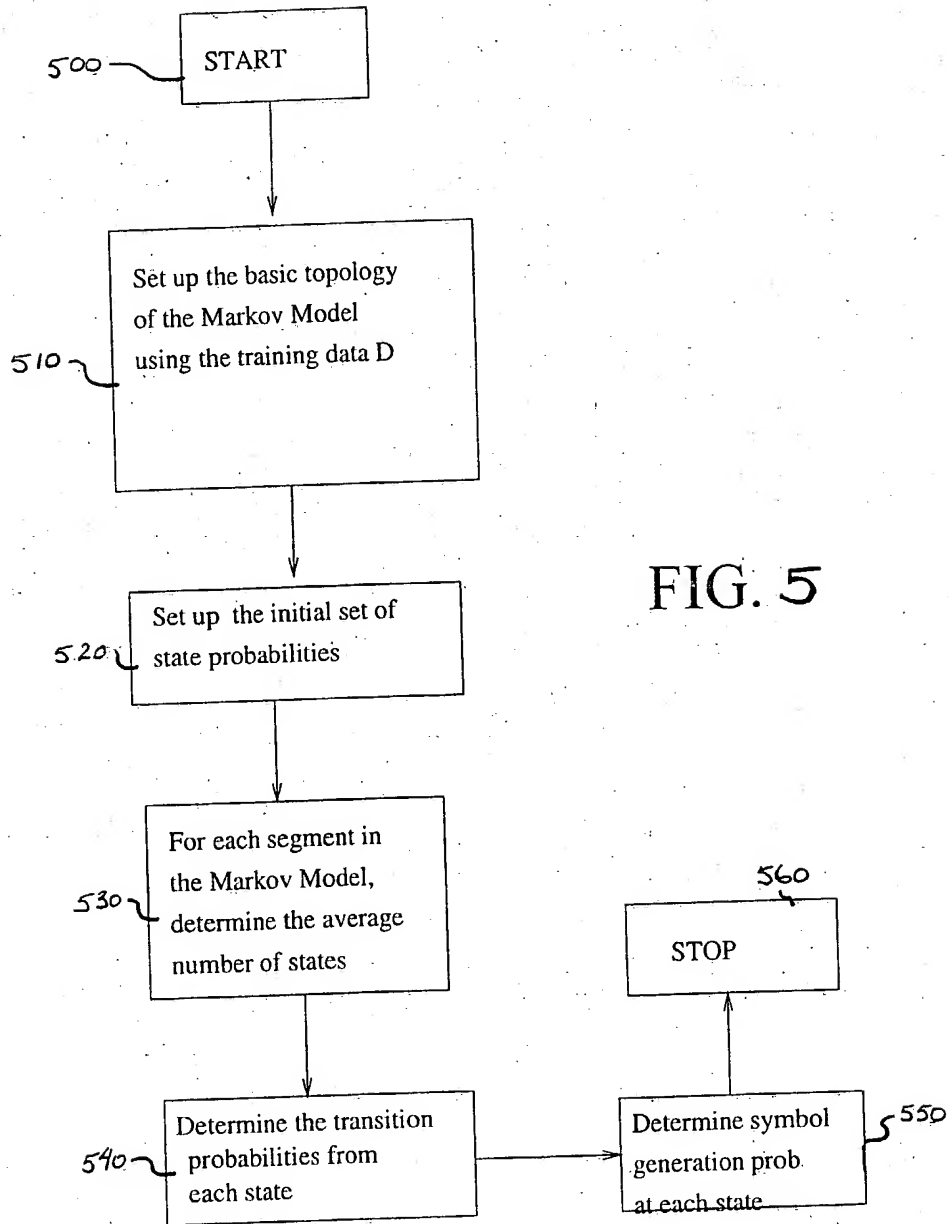 500
START
510
Set up the basic topology
of the Markov Model
using the training data D
520
Set up the initial set of
state probabilities
FIG. 5
530
For each segment in
the Markov Model,
determine the average
number of states
560
STOP
540
Determine the transition
probabilities from
each state
550
Determine symbol
generation prob.
at each state